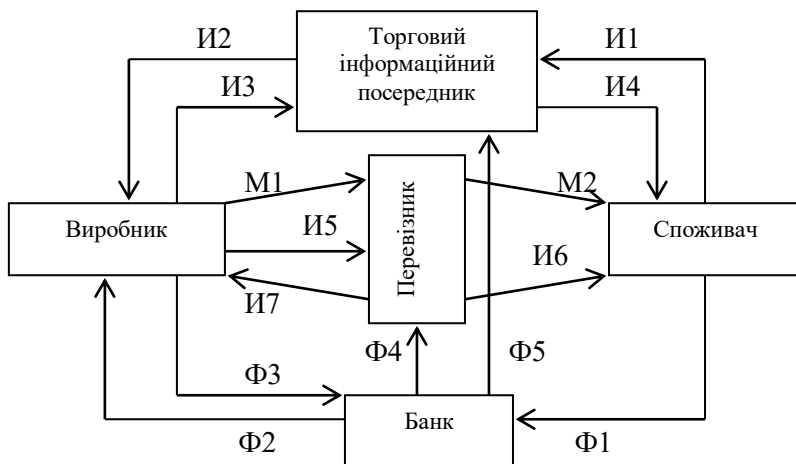 И2
Торговий
інформаційний
посередник
И1
И3
И4
М1
М2
Виробник
И5
Перевізник
И6
Споживач
И7
Ф4
Ф5
Ф3
Банк
Ф2
Ф1